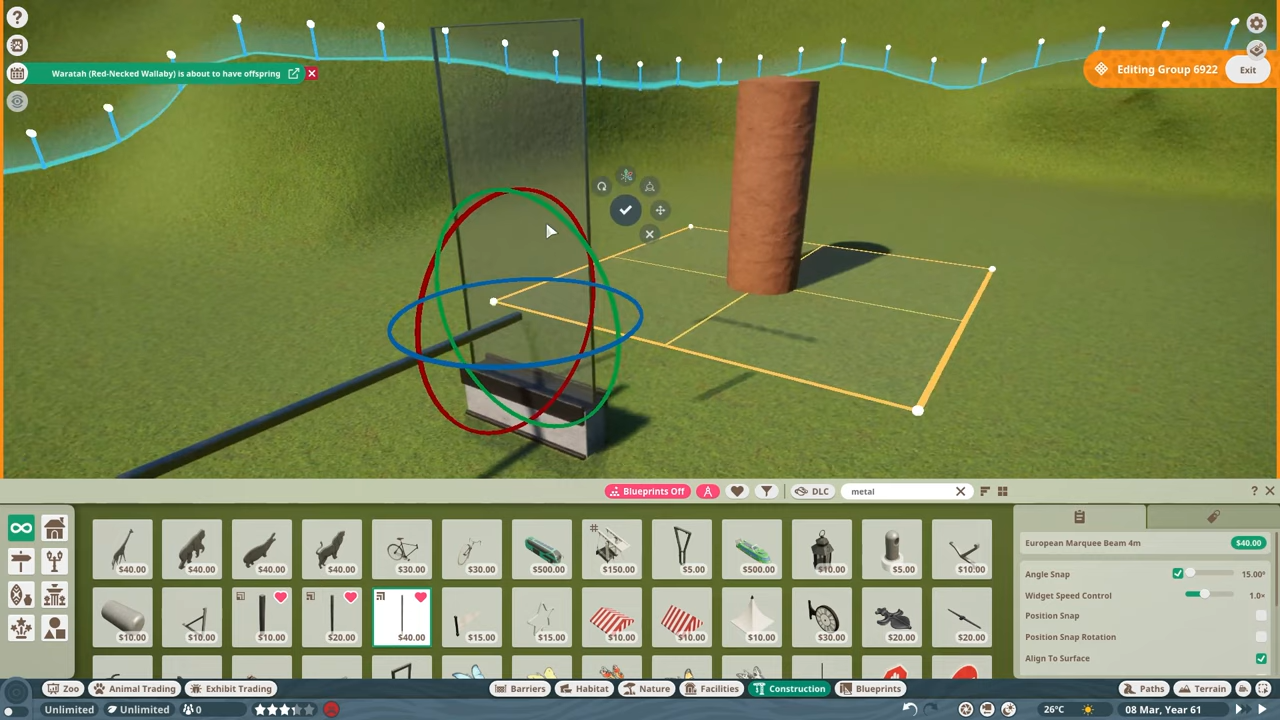 ?
Waratah (Red-Necked Wallaby) is about to have offspring
Editing Group 6922
Exit
Blueprints Off
DLC
metal
?
$40.00 $40.00 $40.00 $40.00 $30.00 $30.00 $500.00 $150.00 $5.00 $500.00 $10.00 $5.00 $10.00
$10.00 $10.00 $10.00 $20.00 $40.00 $15.00 $15.00 $10.00 $10.00 $10.00 $30.00 $20.00 $20.00
European Marquee Beam 4m $40.00
Angle Snap 15.00°
Widget Speed Control 1.0×
Position Snap
Position Snap Rotation
Align To Surface
Zoo Animal Trading Exhibit Trading Barriers Habitat Nature Facilities Construction Blueprints Paths Terrain
Unlimited Unlimited 0 26°C 08 Mar, Year 61